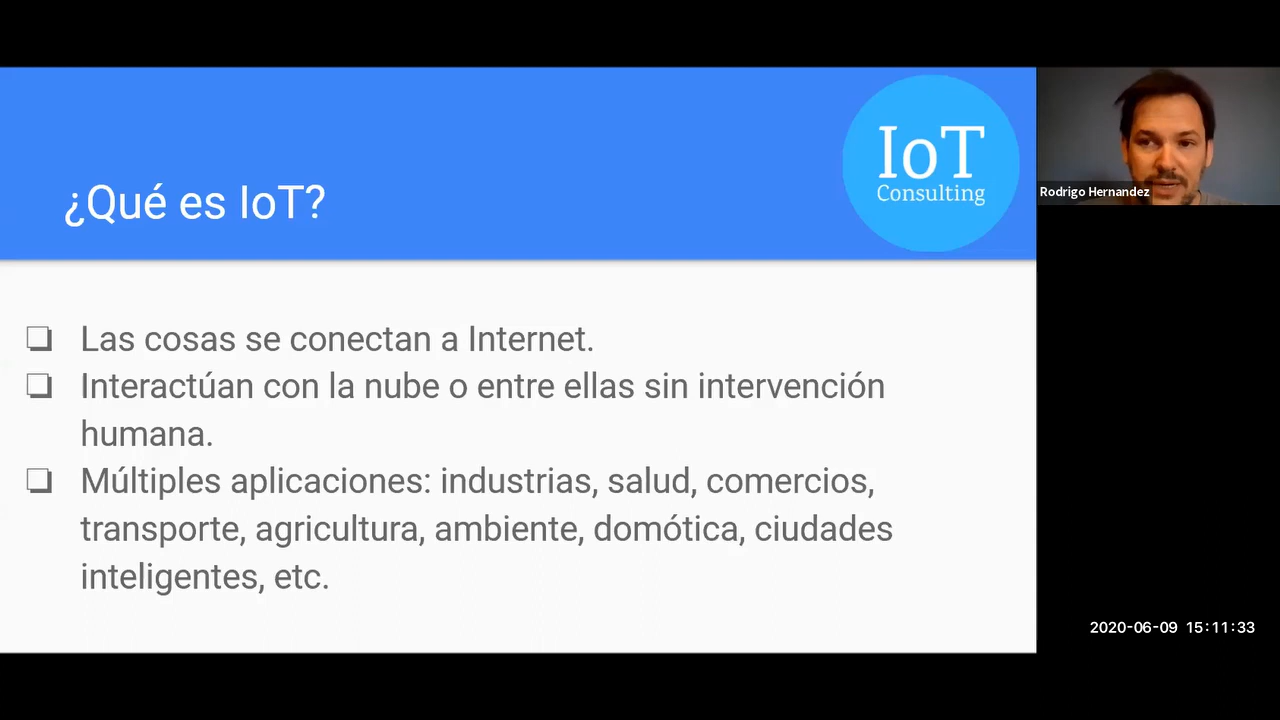 ¿Qué es IoT?
IoT
Consulting
Rodrigo Hernandez
❏ Las cosas se conectan a Internet.
❏ Interactúan con la nube o entre ellas sin intervención
humana.
❏ Múltiples aplicaciones: industrias, salud, comercios,
transporte, agricultura, ambiente, domótica, ciudades
inteligentes, etc.
2020-06-09 15:11:33